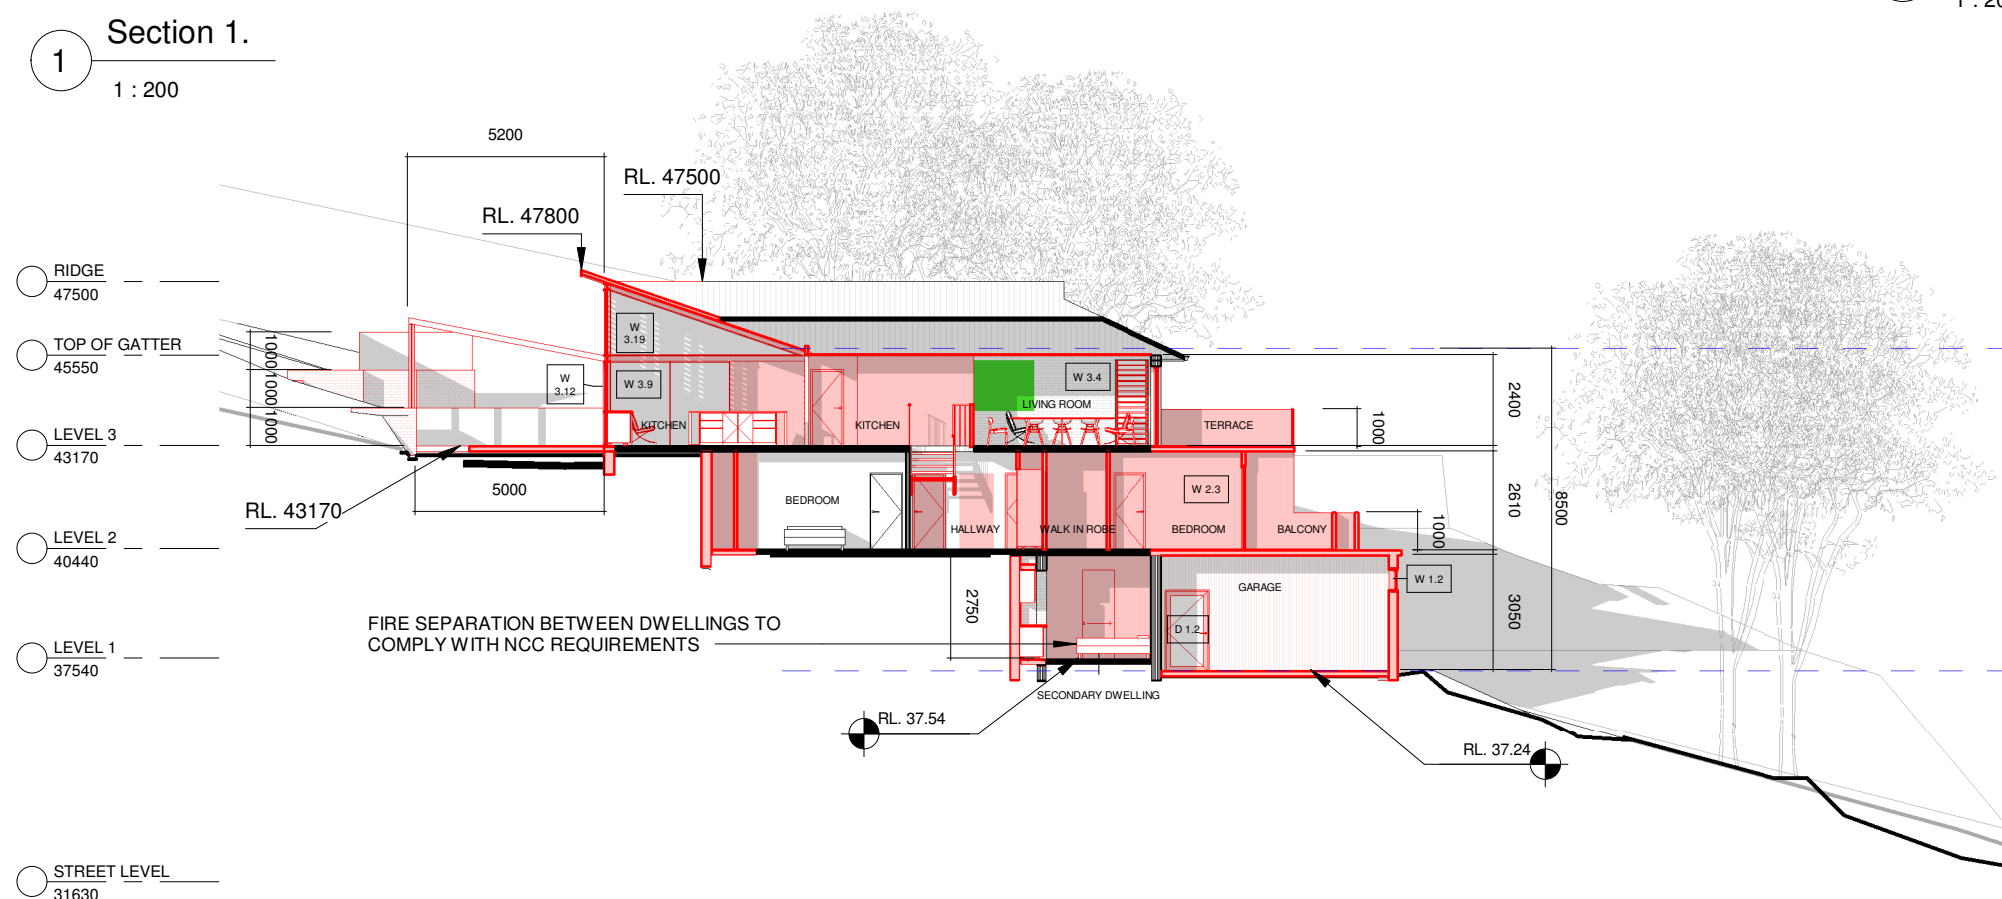 1
Section 1.
1 : 200
5200
RL. 47500
RL. 47800
RIDGE
47500
TOP OF GATTER
45550
LEVEL 3
43170
LEVEL 2
40440
LEVEL 1
37540
STREET LEVEL
31630
1000
1000
1000
W
3.19
W
3.12
W 3.9
W 3.4
LIVING ROOM
KITCHEN
KITCHEN
TERRACE
1000
2400
5000
RL. 43170
BEDROOM
HALLWAY
WALK IN ROBE
W 2.3
BEDROOM
BALCONY
1000
2610
8500
2750
GARAGE
W 1.2
D 1.2
3050
FIRE SEPARATION BETWEEN DWELLINGS TO
COMPLY WITH NCC REQUIREMENTS
SECONDARY DWELLING
RL. 37.54
RL. 37.24